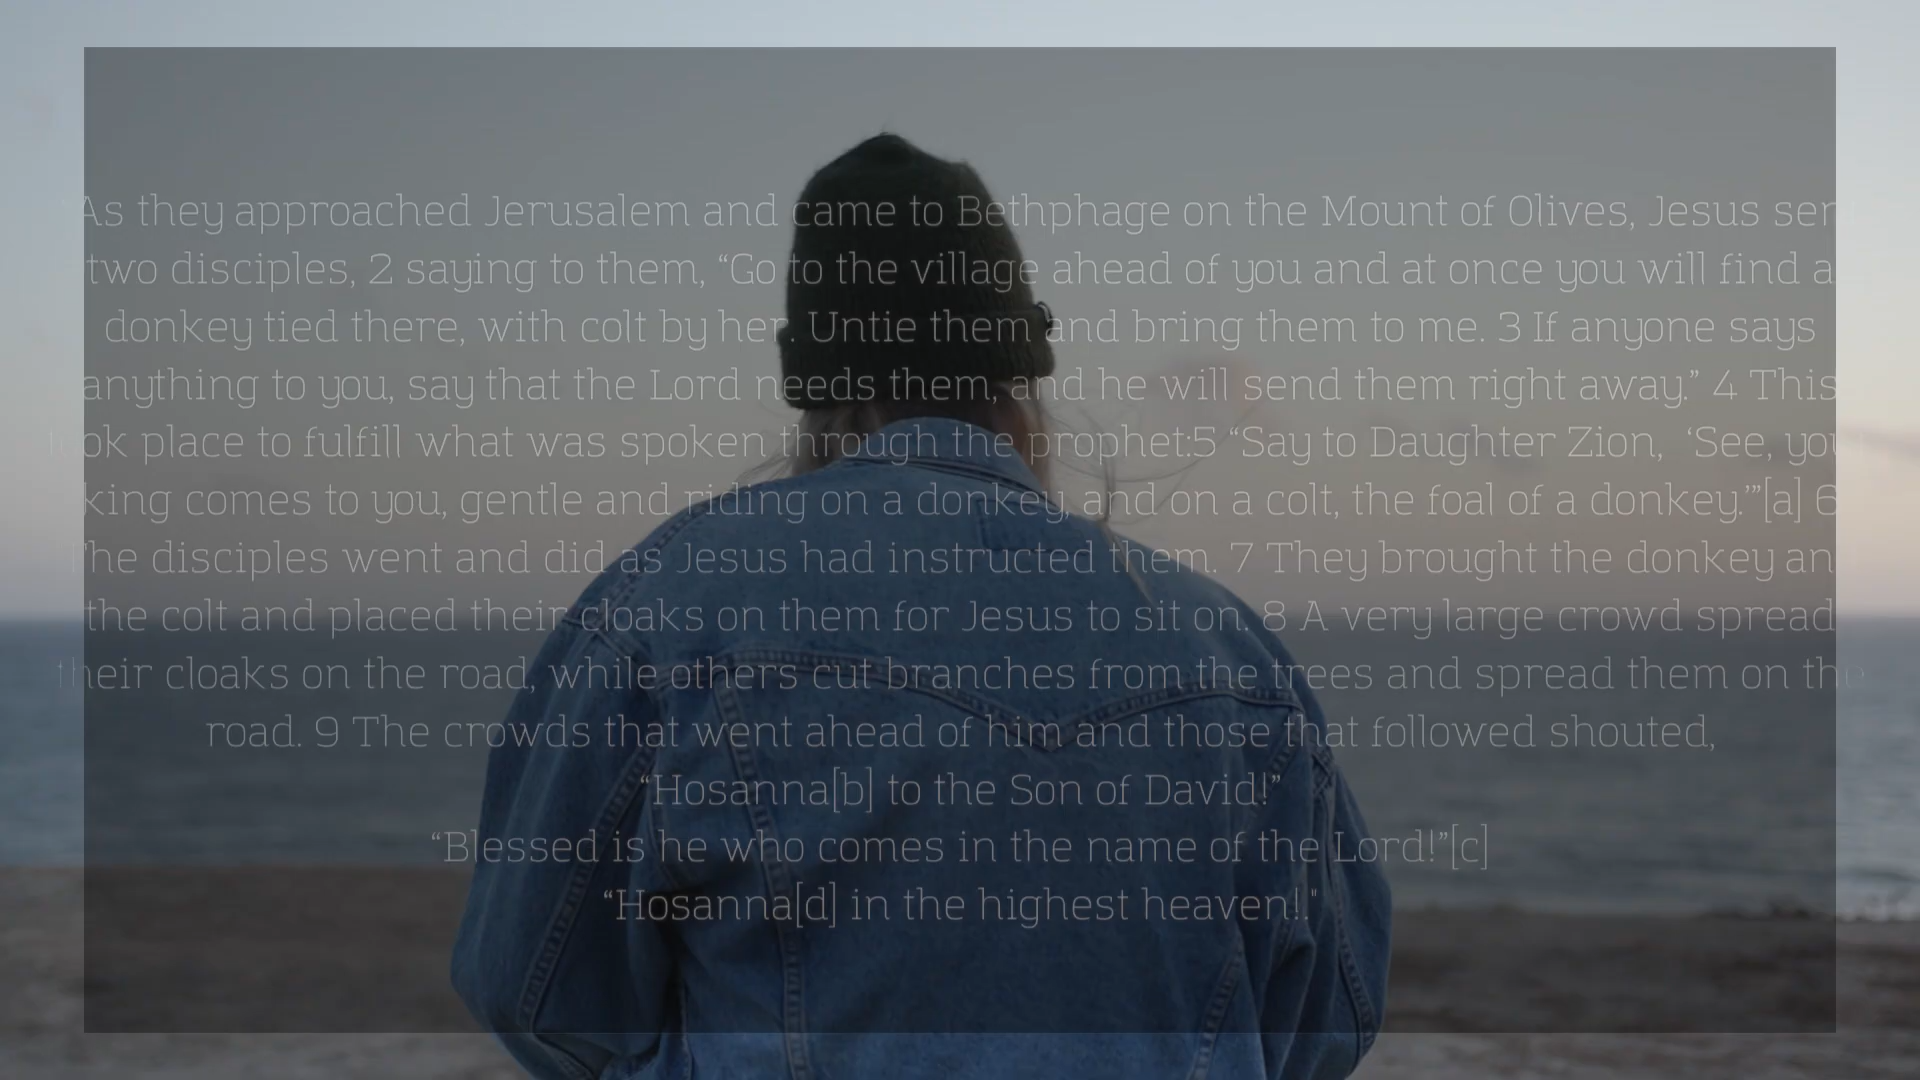 "As they approached Jerusalem and came to Bethphage on the Mount of Olives, Jesus sent
two disciples, 2 saying to them, “Go to the village ahead of you and at once you will find a
donkey tied there, with colt by her. Untie them and bring them to me. 3 If anyone says
anything to you, say that the Lord needs them, and he will send them right away.” 4 This
took place to fulfill what was spoken through the prophet:5 “Say to Daughter Zion, ‘See, your
king comes to you, gentle and riding on a donkey, and on a colt, the foal of a donkey.’”[a] 6
The disciples went and did as Jesus had instructed them. 7 They brought the donkey and
the colt and placed their cloaks on them for Jesus to sit on. 8 A very large crowd spread
their cloaks on the road, while others cut branches from the trees and spread them on the
road. 9 The crowds that went ahead of him and those that followed shouted,
“Hosanna[b] to the Son of David!”
“Blessed is he who comes in the name of the Lord!”[c]
“Hosanna[d] in the highest heaven!."